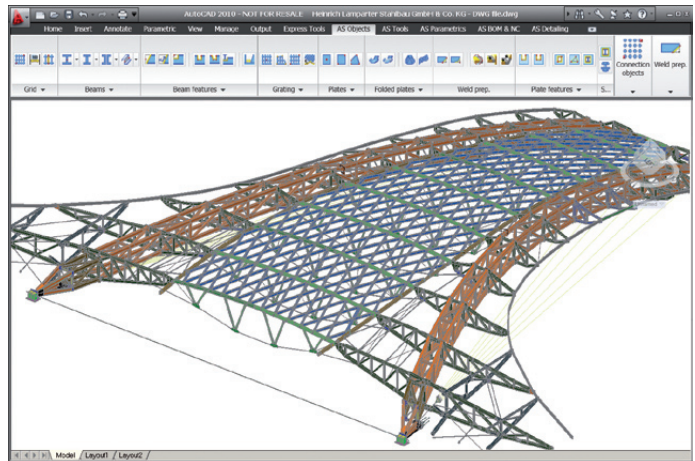 AutoCAD 2010 - NOT FOR RESALE Heinrich Lamparter Stahlbau GmbH & Co. KG - DWG file.dwg
Home Insert Annotate Parametric View Manage Output Express Tools AS Objects AS Tools AS Parametrics AS BOM & NC AS Detailing
Connection objects
Weld prep.
Grid Beams Beam features Grating Plates Folded plates Weld prep. Plate features S...
Model Layout1 Layout2